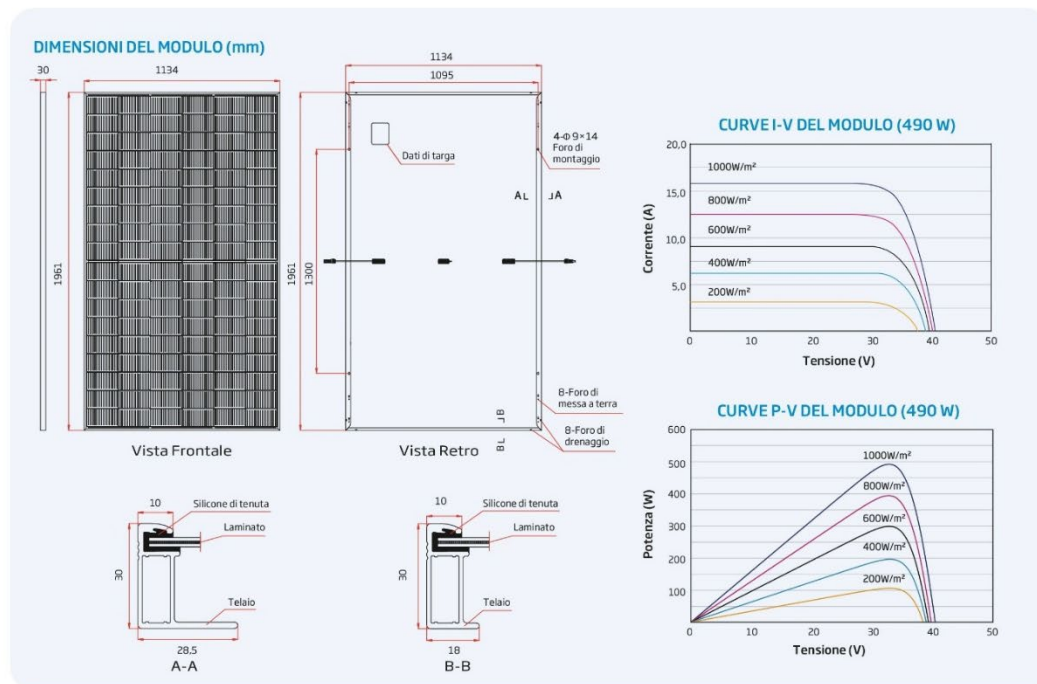 DIMENSIONI DEL MODULO (mm)
30
1134
1961
Vista Frontale
1134
1095
Dati di targa
4-Φ 9×14
Foro di
montaggio
A
A
1961
1300
8-Foro di
messa a terra
8-Foro di
drenaggio
B
B
Vista Retro
10
Silicone di tenuta
Laminato
30
Telaio
28,5
A-A
10
Silicone di tenuta
Laminato
30
Telaio
18
B-B
CURVE I-V DEL MODULO (490 W)
Corrente (A)
20,0
15,0
10,0
5,0
1000W/m²
800W/m²
600W/m²
400W/m²
200W/m²
0 10 20 30 40 50
Tensione (V)
CURVE P-V DEL MODULO (490 W)
Potenza (W)
600
500
400
300
200
100
1000W/m²
800W/m²
600W/m²
400W/m²
200W/m²
0 10 20 30 40 50
Tensione (V)